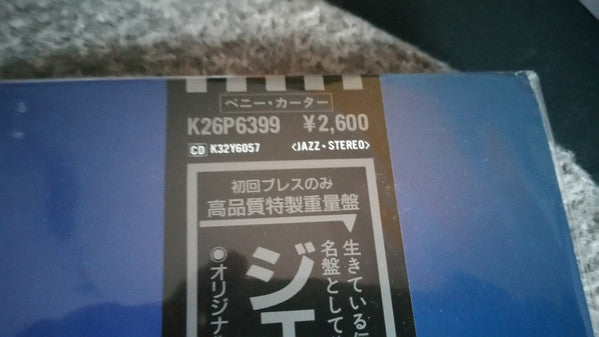 ベニー・カーター
K26P6399 ¥2,600
CD K32Y6057 <JAZZ・STEREO>
初回プレスのみ
高品質特製重量盤
生きている
名盤として
ジェ
●オリジナ